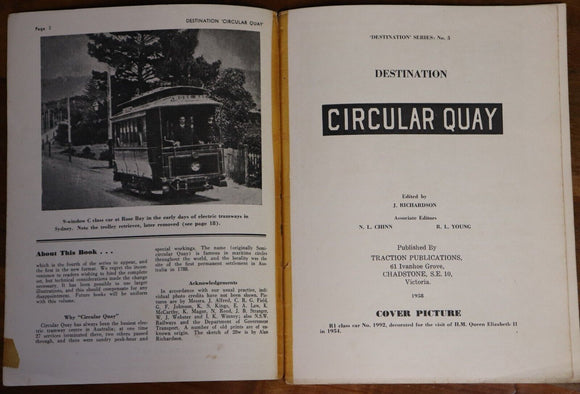 Page 2
DESTINATION 'CIRCULAR QUAY'
9-window C class car at Rose Bay in the early days of electric tramways in
Sydney. Note the trolley retriever, later removed (see page 18).
About This Book . . .
which is the fourth of the series to appear, and
the first in the new format. We regret the incon-
venience to readers wishing to bind the complete
set, but technical considerations made the change
necessary. It has been possible to use larger
illustrations, and this should compensate for any
disappointment. Future books will be uniform
with this volume.
Why "Circular Quay"
Circular Quay has always been the busiest elec-
tric tramway centre in Australia; at one time
27 services terminated there, two others passed
through, and there were sundry peak-hour and
special workings. The name (originally Semi-
circular Quay) is famous in maritime circles
throughout the world, and the locality was the
site of the first permanent settlement in Aus-
tralia in 1788.
Acknowledgements
In accordance with our usual practice, indi-
vidual photo credits have not been shown. Pic-
tures are by Messrs. J. Alfred, C. R. C. Field,
C. F. Johnson, K. S. Kings, E. A. Lee, K.
McCarthy, K. Magor, N. Reed, J. B. Stranger,
W. J. Webster and I. K. Winney; also N.S.W.
Railways and the Department of Government
Transport. A number of old prints are of un-
known origin. The sketch of 28w is by Alan
Richardson.
'DESTINATION' SERIES: No. 5
DESTINATION
CIRCULAR QUAY
Edited by
J. RICHARDSON
Associate Editors
N. L. CHINN R. L. YOUNG
Published By
TRACTION PUBLICATIONS,
61 Ivanhoe Grove,
CHADSTONE, S.E. 10,
Victoria.
1958
COVER PICTURE
R1 class car No. 1992, decorated for the visit of H.M. Queen Elizabeth II
in 1954.